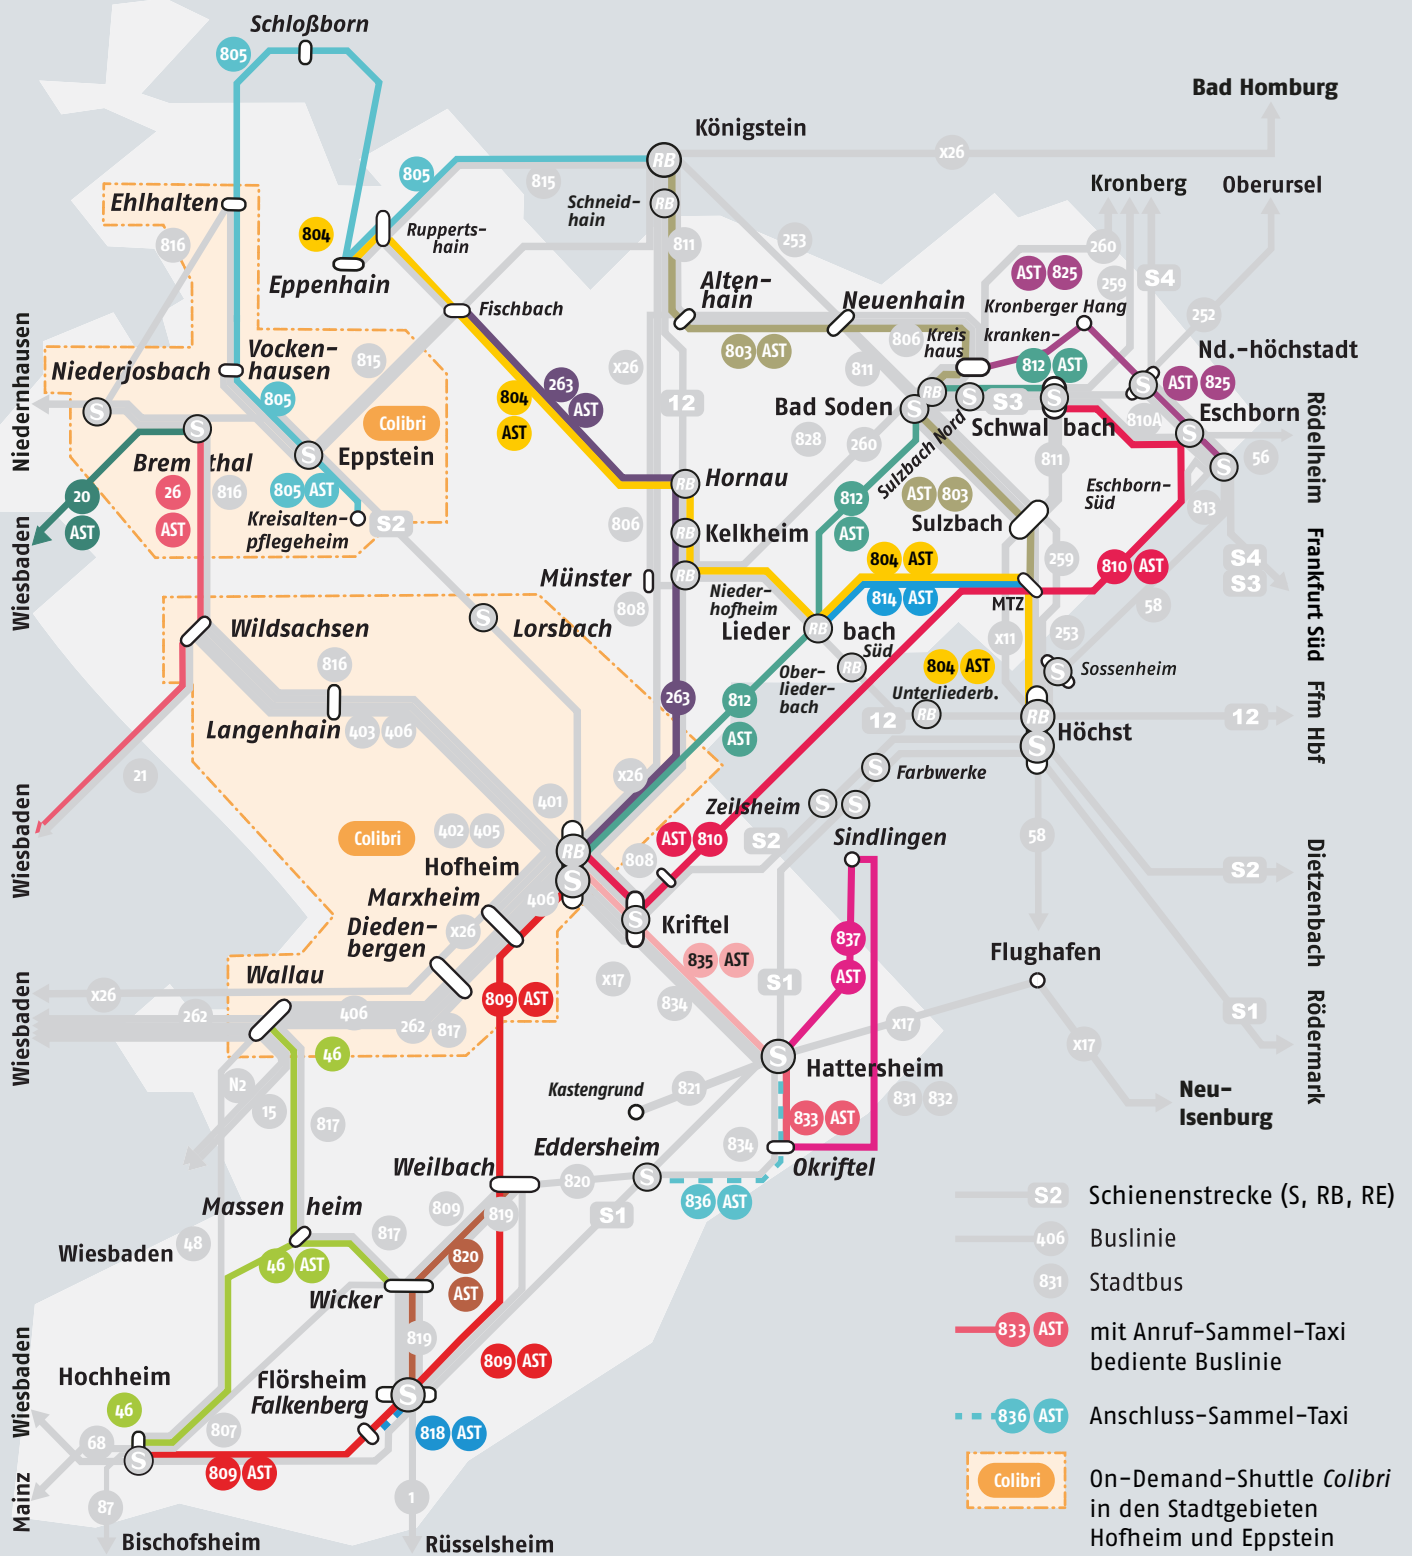 Schloßborn
805
Bad Homburg
Königstein
RB
x26
805
815
Kronberg
Oberursel
Ehlhalten
Schneid-
hain
RB
804
Ruppert​s-
hain
816
811
253
260
AST 825
259
S4
Eppenhain
Alten-
hain
Neuenhain
Kronberger Hang
Fischbach
252
Niedernhausen
Vocken-
hausen
815
803 AST
806
Kreis
haus
kranken-
812 AST
Nd.-höchstadt
Niederjosbach
x26
811
S
AST 825
805
263
AST
804
AST
12
Bad Soden
RB
S
S
S3
S
810A
Eschborn
S
S
Colibri
Schwal bach
Rödelheim
S
828
260
Sulzbach Nord
56
Brem thal
S
Eppstein
811
S
26
AST
816
805 AST
Hornau
RB
812
AST
AST 803
Eschborn-
Süd
813
20
AST
Kreisalten-
pflegeheim
S2
806
Sulzbach
Kelkheim
RB
Wiesbaden
804 AST
259
810 AST
S4
S3
Frankfurt Süd
Münster
RB
808
Nieder-
hofheim
814 AST
MTZ
58
Wildsachsen
S
Lorsbach
Lieder bach
RB
Süd
x11
253
816
Ober-
lieder-
bach
RB
804 AST
S
Sossenheim
Unterliederb.
263
812
AST
Langenhain
403 406
12
RB
RB
S
Höchst
12
Ffm Hbf
21
x26
S
Farbwerke
401
Zeilsheim
S
S
Wiesbaden
Colibri
402 405
RB
S
Hofheim
808
AST 810
S2
Sindlingen
58
S2
Dietzenbach
Marxheim
406
Dieden-
bergen
x26
S
Kriftel
837
AST
Flughafen
Wallau
835 AST
x17
834
S1
Wiesbaden
x26
262
406
262 817
809 AST
x17
x17
S1
Rödermark
46
S
Hattersheim
N2
15
817
Kastengrund
821
831 832
Neu-
Isenburg
833 AST
Eddersheim
834
Weilbach
S
Okriftel
820
836 AST
S2
Schienenstrecke (S, RB, RE)
Massen heim
809
819
S1
Wiesbaden
48
817
406
Buslinie
46 AST
820
AST
831
Stadtbus
Wicker
819
833 AST
mit Anruf-Sammel-Taxi
bediente Buslinie
Wiesbaden
Hochheim
Flörsheim
Falkenberg
S
809 AST
46
836 AST
Anschluss-Sammel-Taxi
68
807
818 AST
S
809 AST
Colibri
On-Demand-Shuttle Colibri
in den Stadtgebieten
Hofheim und Eppstein
Mainz
87
1
Bischofsheim
Rüsselsheim